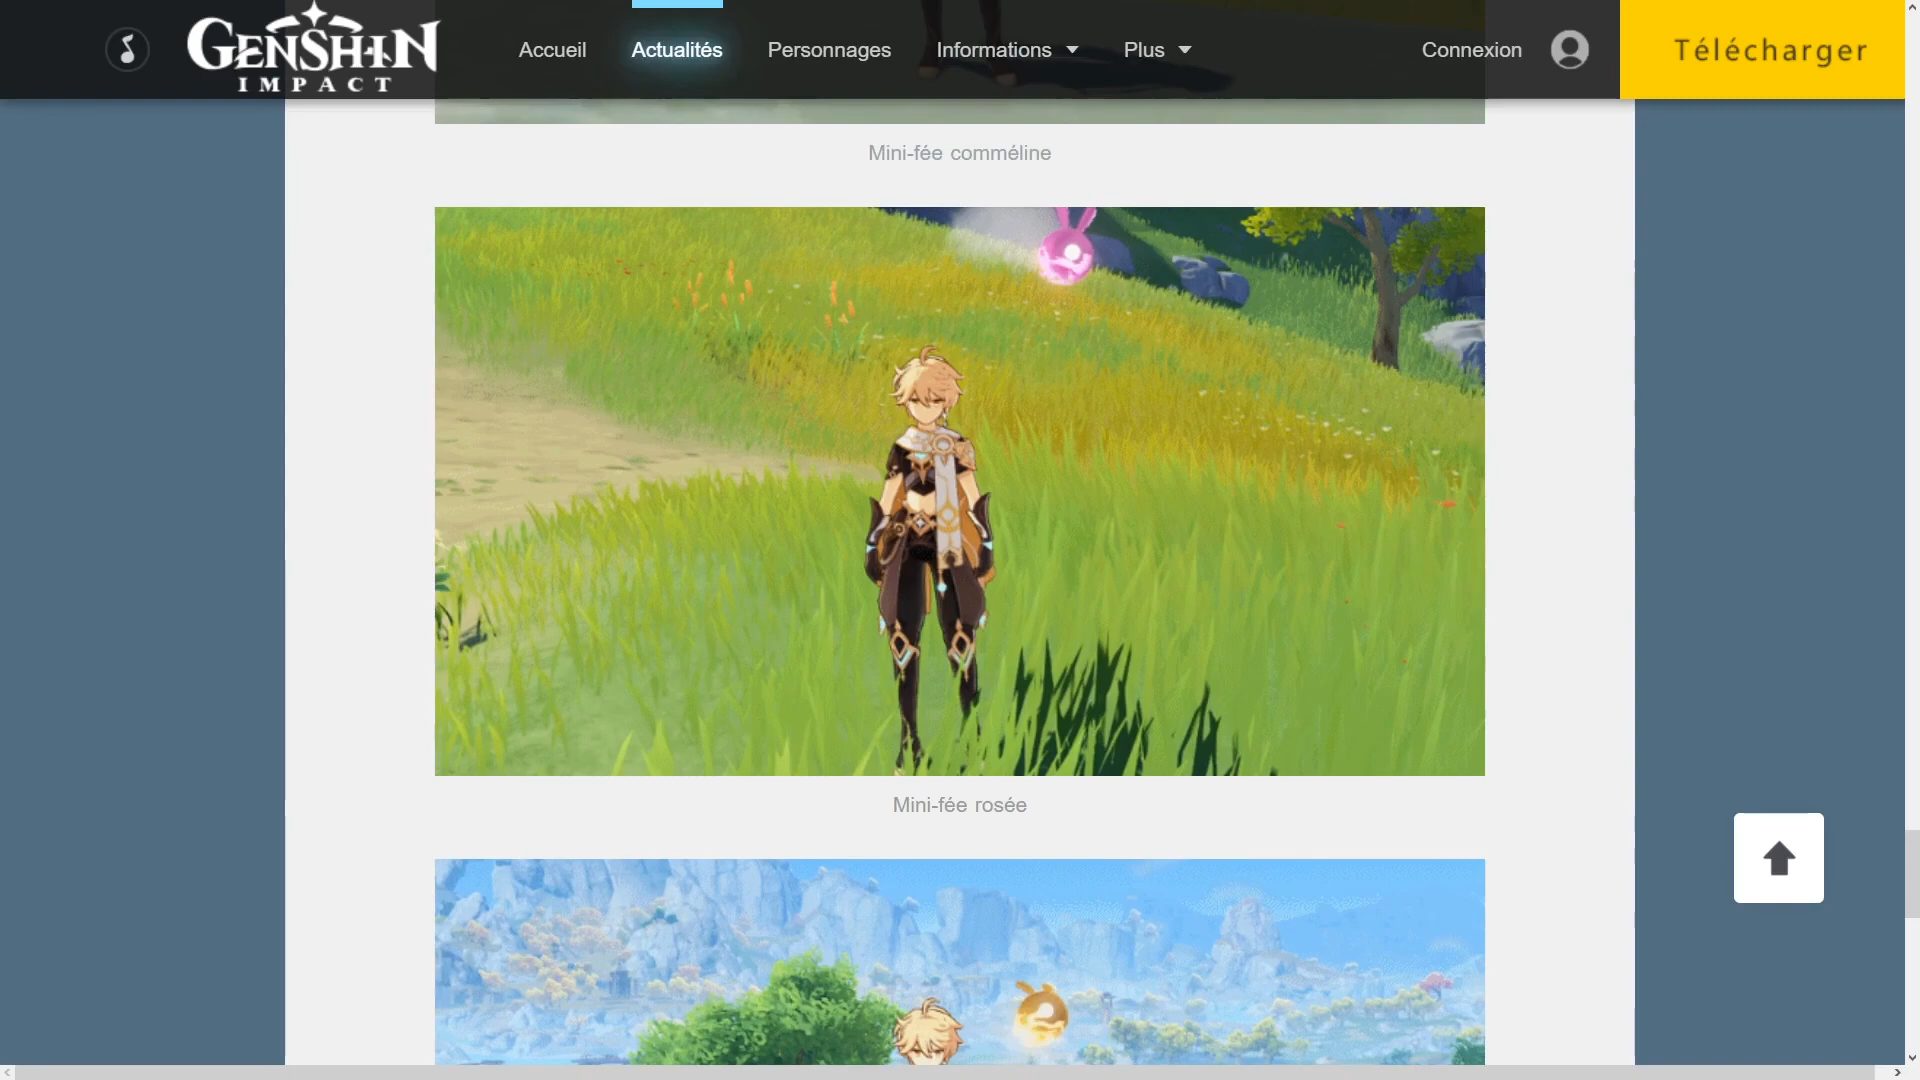 GENSHIN
IMPACT
Accueil
Actualités
Personnages
Informations
Plus
Connexion
Télécharger
Mini-fée comméline
Mini-fée rosée